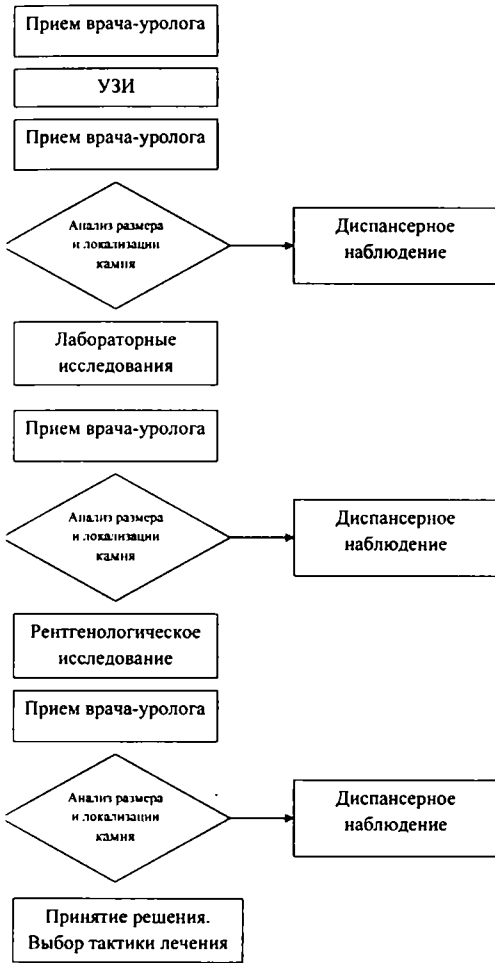 Прием врача-уролога
УЗИ
Прием врача-уролога
Анализ размера
и локализации
камня
Диспансерное
наблюдение
Лабораторные
исследования
Прием врача-уролога
Анализ размера
и локализации
камня
Диспансерное
наблюдение
Рентгенологическое
исследование
Прием врача-уролога
Анализ размера
и локализации
камня
Диспансерное
наблюдение
Принятие решения.
Выбор тактики лечения